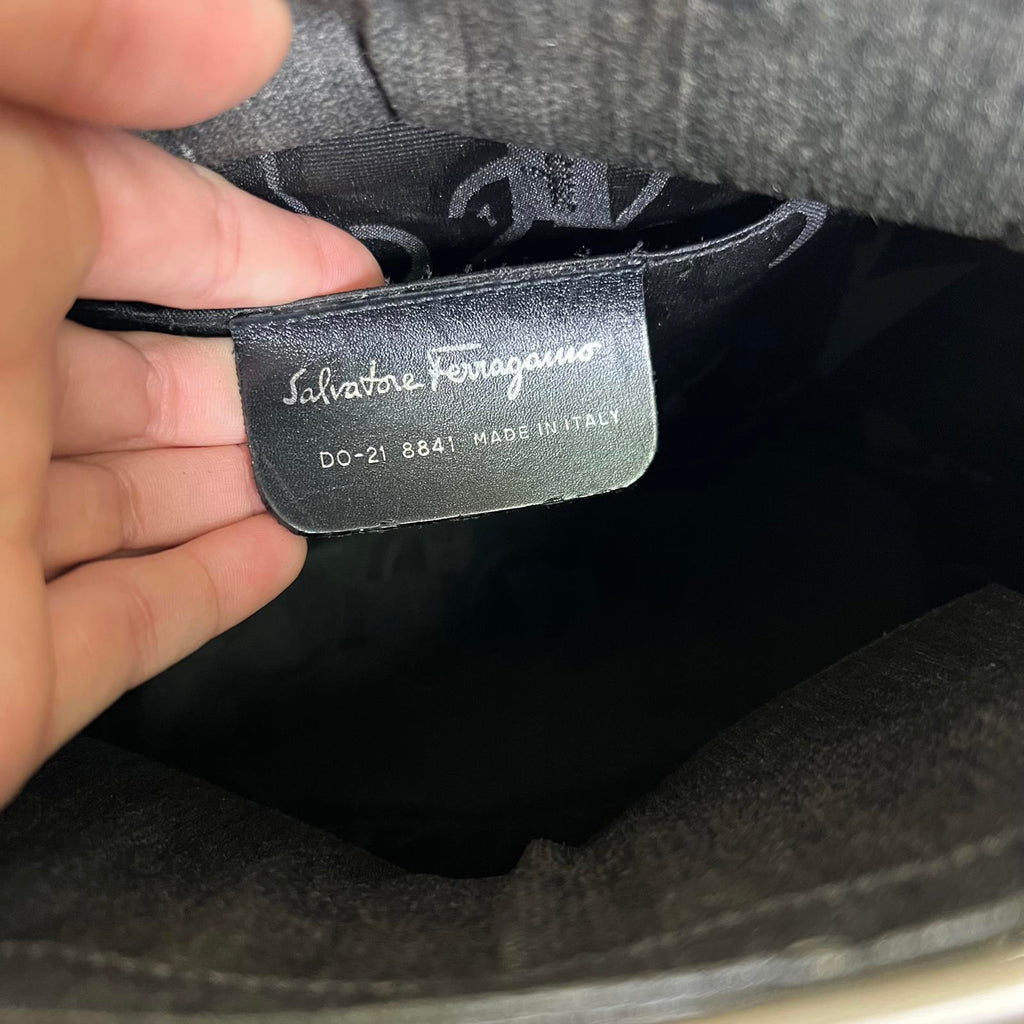 Salvatore Ferragamo
DO-21 8841 MADE IN ITALY